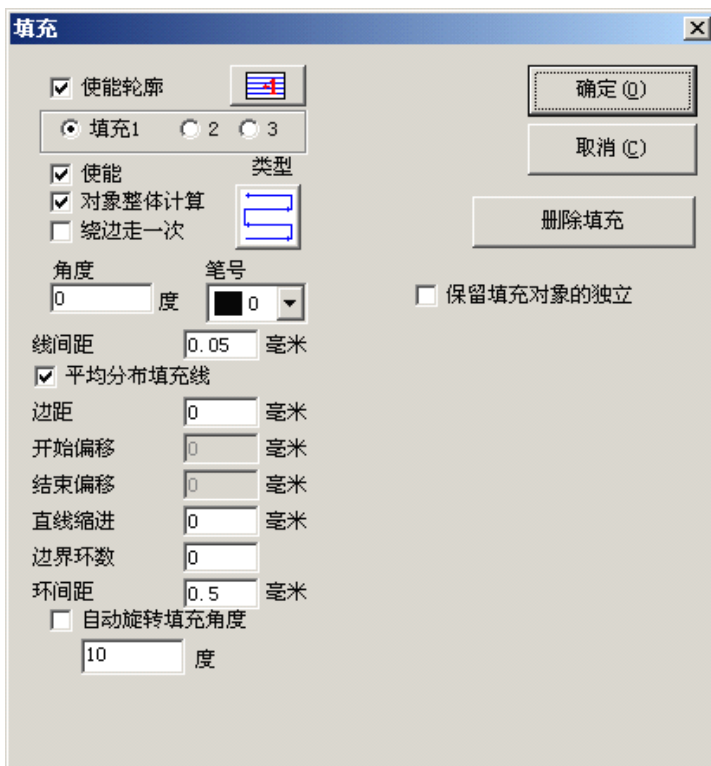 填充
使能轮廓
确定(O)
填充1 2 3
取消(C)
使能 类型
对象整体计算
绕边走一次
删除填充
角度 笔号
0 度 0
保留填充对象的独立
线间距 0.05 毫米
平均分布填充线
边距 0 毫米
开始偏移 0 毫米
结束偏移 0 毫米
直线缩进 0 毫米
边界环数 0
环间距 0.5 毫米
自动旋转填充角度
10 度